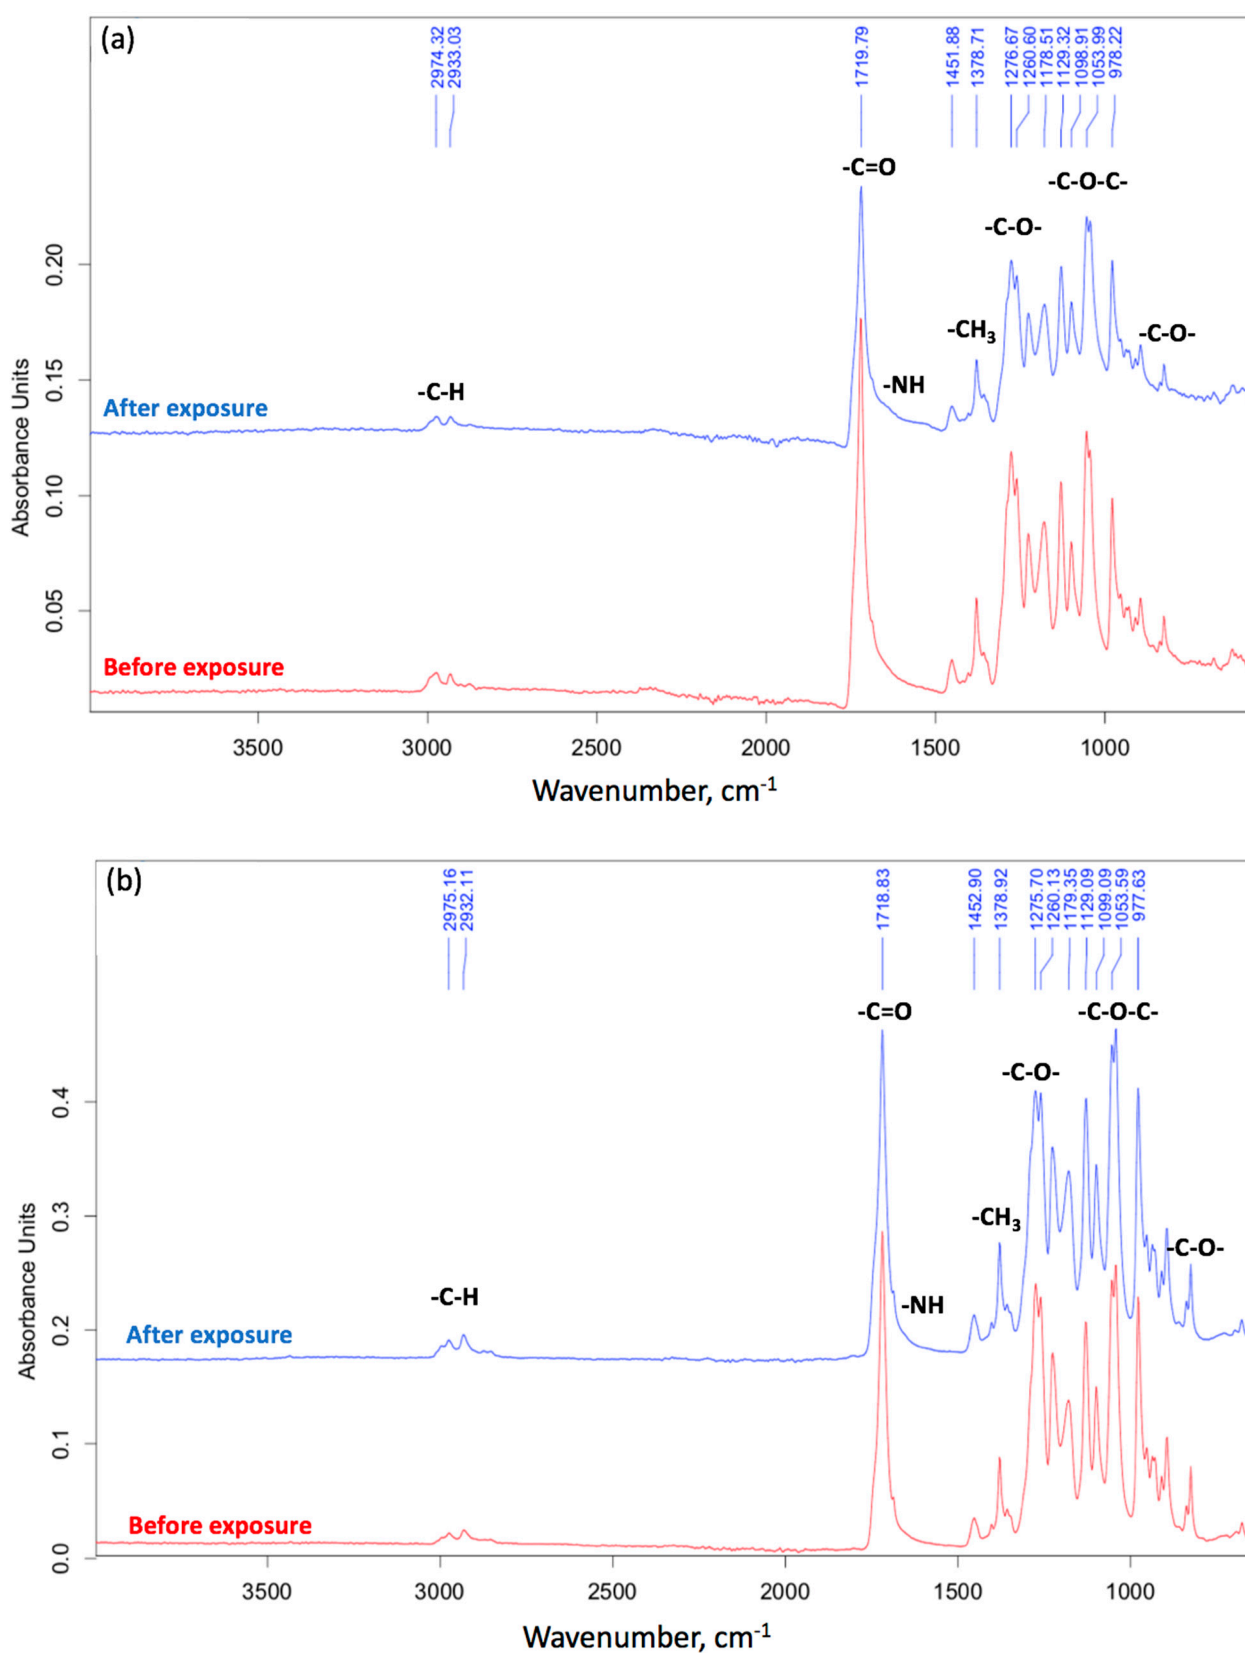 (a)
2974.32
2933.03
1719.79
1451.88
1378.71
1276.67
1260.60
1178.51
1129.32
1098.91
1053.99
978.22
-C=O
-C-O-C-
-C-O-
-CH3
-C-O-
-NH
-C-H
After exposure
Before exposure
Absorbance Units
0.20
0.15
0.10
0.05
3500 3000 2500 2000 1500 1000
Wavenumber, cm-1
(b)
2975.16
2932.11
1718.83
1452.90
1378.92
1275.70
1260.13
1179.35
1129.09
1099.09
1053.59
977.63
-C=O
-C-O-C-
-C-O-
-CH3
-C-O-
-C-H
-NH
After exposure
Before exposure
Absorbance Units
0.4
0.3
0.2
0.1
0.0
3500 3000 2500 2000 1500 1000
Wavenumber, cm-1